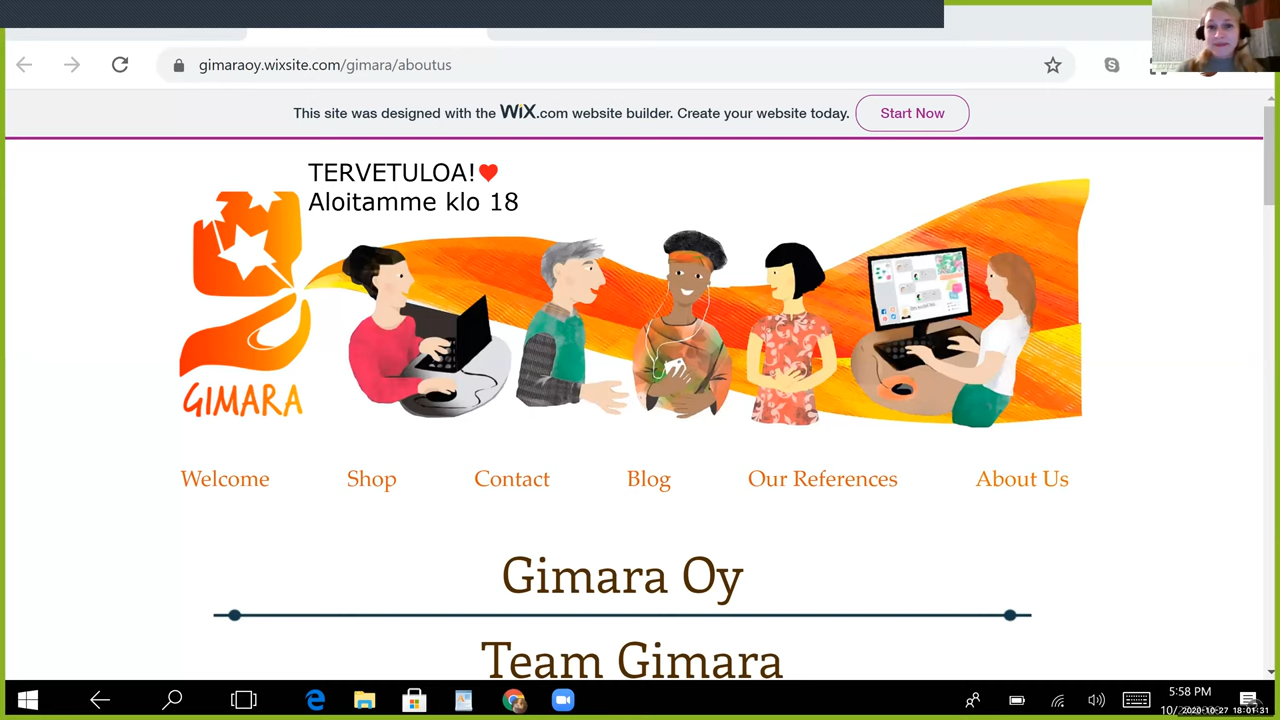 gimaraoy.wixsite.com/gimara/aboutus
This site was designed with the WiX.com website builder. Create your website today. Start Now
TERVETULOA!❤
Aloitamme klo 18
GIMARA
Welcome Shop Contact Blog Our References About Us
Gimara Oy
Team Gimara
5:58 PM
10/
2020-10-27 18:01:31